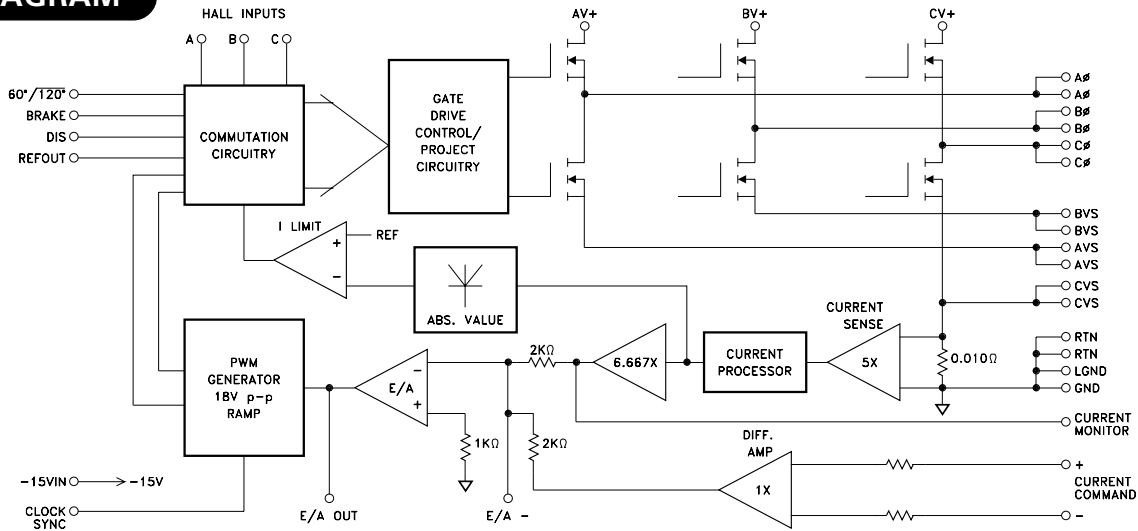 AGRAM
HALL INPUTS
A
B
C
AV+
BV+
CV+
60°/120°
BRAKE
DIS
REFOUT
COMMUTATION
CIRCUITRY
GATE
DRIVE
CONTROL/
PROJECT
CIRCUITRY
AØ
AØ
BØ
BØ
CØ
CØ
BVS
BVS
AVS
AVS
CVS
CVS
I LIMIT
+
REF
−
ABS. VALUE
CURRENT
SENSE
RTN
RTN
LGND
GND
PWM
GENERATOR
18V p-p
RAMP
E/A
−
+
2KΩ
6.667X
CURRENT
PROCESSOR
5X
0.010Ω
1KΩ
2KΩ
CURRENT
MONITOR
DIFF.
AMP
1X
+
CURRENT
COMMAND
−
-15VIN
-15V
CLOCK
SYNC
E/A OUT
E/A -